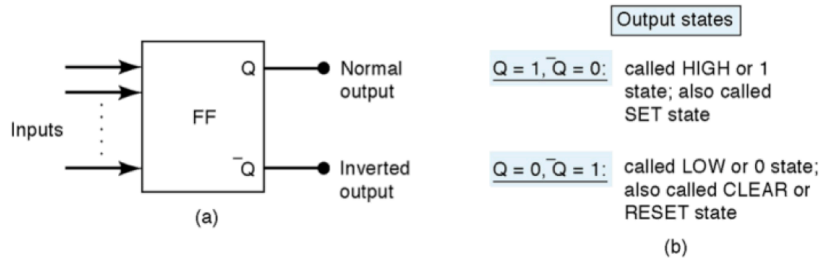 Inputs
FF
Q
Q̅
Normal
output
Inverted
output
(a)
Output states
Q = 1, Q̅ = 0:
called HIGH or 1
state; also called
SET state
Q = 0, Q̅ = 1:
called LOW or 0 state;
also called CLEAR or
RESET state
(b)